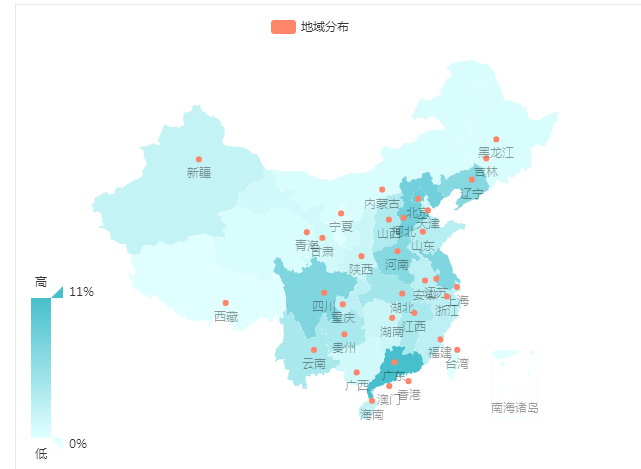 地域分布
黑龙江
吉林
新疆
辽宁
内蒙古
北京
天津
宁夏
山西
河北
青海
甘肃
山东
陕西
河南
高
11%
四川
湖北
安徽
江苏
上海
西藏
重庆
浙江
湖南
江西
贵州
福建
云南
台湾
广东
广西
香港
澳门
海南
南海诸岛
0%
低